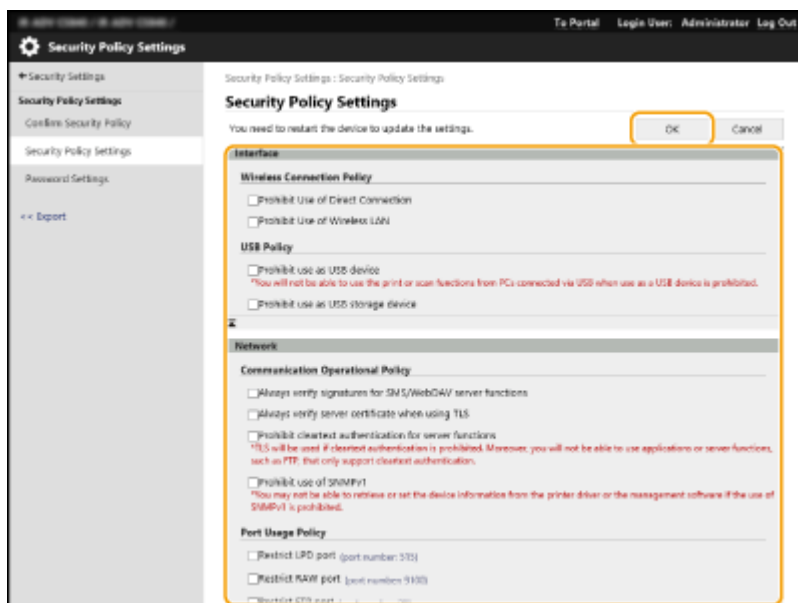 To Portal Login User: Administrator Log Out
Security Policy Settings
Security Settings
Security Policy Settings : Security Policy Settings
Security Policy Settings
Security Policy Settings
Confirm Security Policy
You need to restart the device to update the settings.
OK
Cancel
Security Policy Settings
Password Settings
<< Export
Interface
Wireless Connection Policy
Prohibit Use of Direct Connection
Prohibit Use of Wireless LAN
USB Policy
Prohibit use as USB device
*You will not be able to use the print or scan functions from PCs connected via USB when use as a USB device is prohibited.
Prohibit use as USB storage device
Network
Communication Operational Policy
Always verify signatures for SMS/WebDAV server functions
Always verify server certificate when using TLS
Prohibit cleartext authentication for server functions
*TLS will be used if cleartext authentication is prohibited. Moreover, you will not be able to use applications or server functions,
such as FTP, that only support cleartext authentication.
Prohibit use of SNMPv1
*You may not be able to retrieve or set the device information from the printer driver or the management software if the use of
SNMPv1 is prohibited.
Port Usage Policy
Restrict LPD port (port number: 515)
Restrict RAW port (port number: 9100)